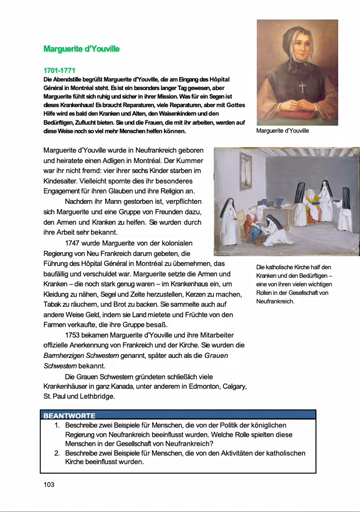 Marguerite d'Youville
1701-1771
Die Abendstille begrüßt Marguerite d'Youville, die am Eingang des Hôpital
Général in Montréal steht. Es ist ein besonders langer Tag gewesen, aber
Marguerite fühlt sich ruhig und sicher in ihrer Mission. Was für ein Segen ist
dieses Krankenhaus! Es braucht Reparaturen, viele Reparaturen, aber mit Gottes
Hilfe wird es bald den Kranken und Alten, den Waisenkindern und den
Bedürftigen, Zuflucht bieten. Sie und die Frauen, die mit ihr arbeiten, werden auf
diese Weise noch so viel mehr Menschen helfen können.
Marguerite d'Youville
Marguerite d'Youville wurde in Neufrankreich geboren
und heiratete einen Adligen in Montréal. Der Kummer
war ihr nicht fremd: vier ihrer sechs Kinder starben im
Kindesalter. Vielleicht spornte dies ihr besonderes
Engagement für ihren Glauben und ihre Religion an.
Nachdem ihr Mann gestorben ist, verpflichten
sich Marguerite und eine Gruppe von Freunden dazu,
den Armen und Kranken zu helfen. Sie wurden durch
ihre Arbeit sehr bekannt.
1747 wurde Marguerite von der kolonialen
Regierung von Neu Frankreich darum gebeten, die
Führung des Hôpital Général in Montréal zu übernehmen, das
baufällig und verschuldet war. Marguerite setzte die Armen und
Kranken – die noch stark genug waren – im Krankenhaus ein, um
Kleidung zu nähen, Segel und Zelte herzustellen, Kerzen zu machen,
Tabak zu räuchern, und Brot zu backen. Sie sammelte auch auf
andere Weise Geld, indem sie Land mietete und Früchte von den
Farmen verkaufte, die ihre Gruppe besaß.
1753 bekamen Marguerite d'Youville und ihre Mitarbeiter
offizielle Anerkennung von Frankreich und der Kirche. Sie wurden die
Barmherzigen Schwestern genannt, später auch als die Grauen
Schwestern bekannt.
Die Grauen Schwestern gründeten schließlich viele
Krankenhäuser in ganz Kanada, unter anderem in Edmonton, Calgary,
St. Paul und Lethbridge.
Die katholische Kirche half den
Kranken und den Bedürftigen –
eine von ihren vielen wichtigen
Rollen in der Gesellschaft von
Neufrankreich.
BEANTWORTE
1. Beschreibe zwei Beispiele für Menschen, die von der Politik der königlichen
Regierung von Neufrankreich beeinflusst wurden. Welche Rolle spielten diese
Menschen in der Gesellschaft von Neufrankreich?
2. Beschreibe zwei Beispiele für Menschen, die von den Aktivitäten der katholischen
Kirche beeinflusst wurden.
103